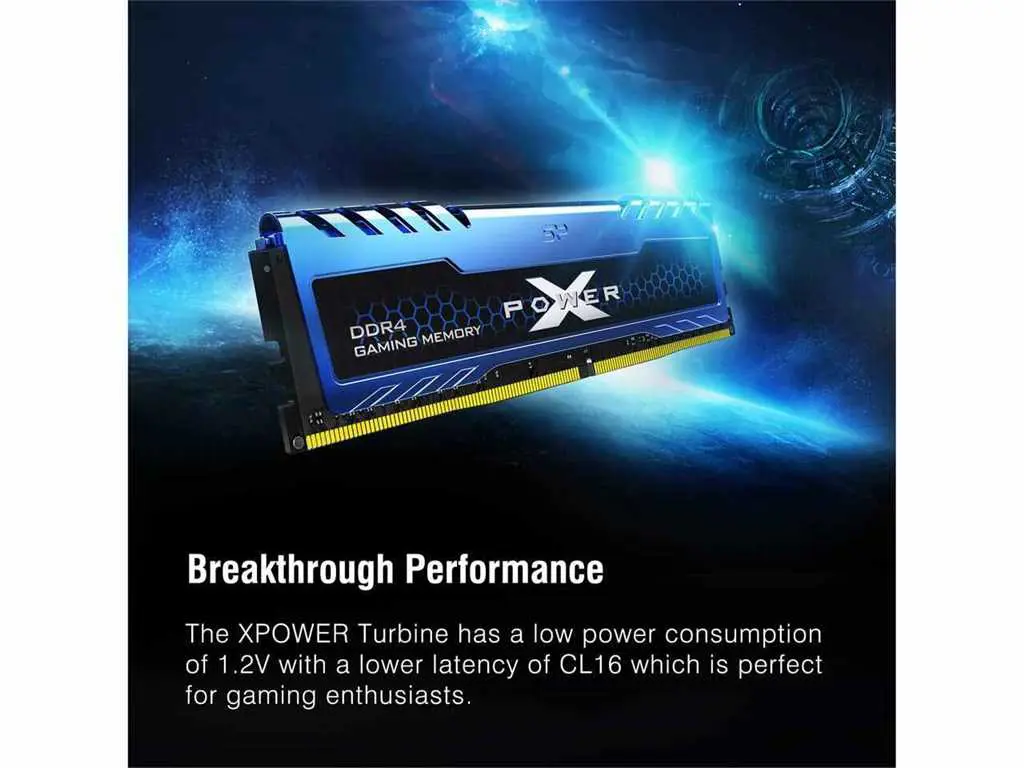 SP
XPOWER
DDR4
GAMING MEMORY
Breakthrough Performance
The XPOWER Turbine has a low power consumption
of 1.2V with a lower latency of CL16 which is perfect
for gaming enthusiasts.